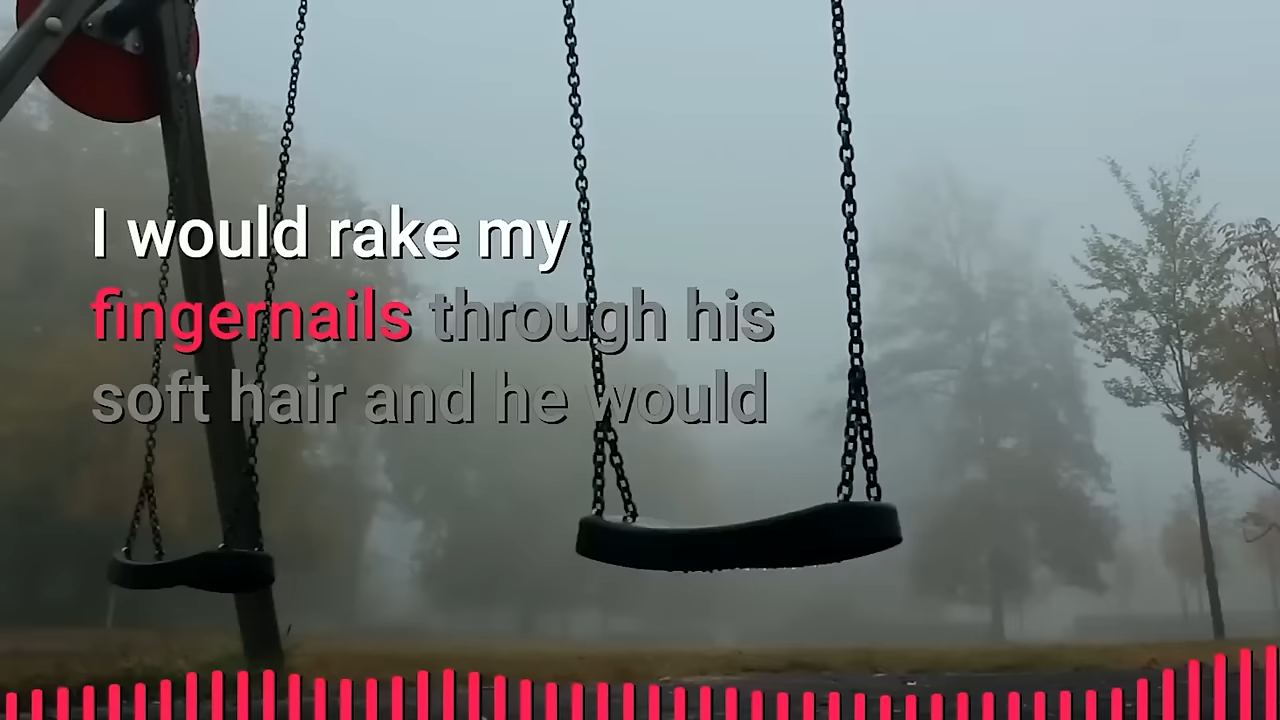 I would rake my
fingernails through his
soft hair and he would